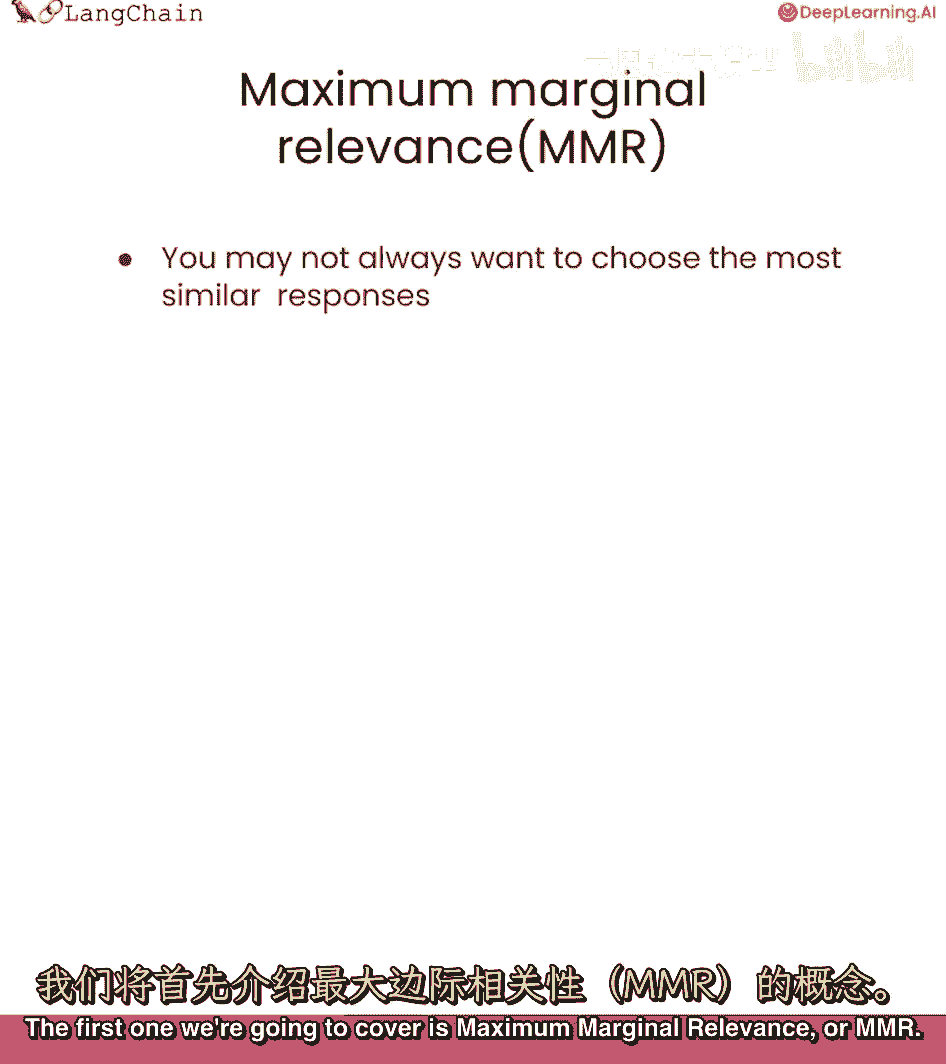 LangChain
DeepLearning.AI
Maximum marginal
relevance(MMR)
● You may not always want to choose the most
similar responses
我们将首先介绍最大边际相关性（MMR）的概念。
The first one we're going to cover is Maximum Marginal Relevance, or MMR.